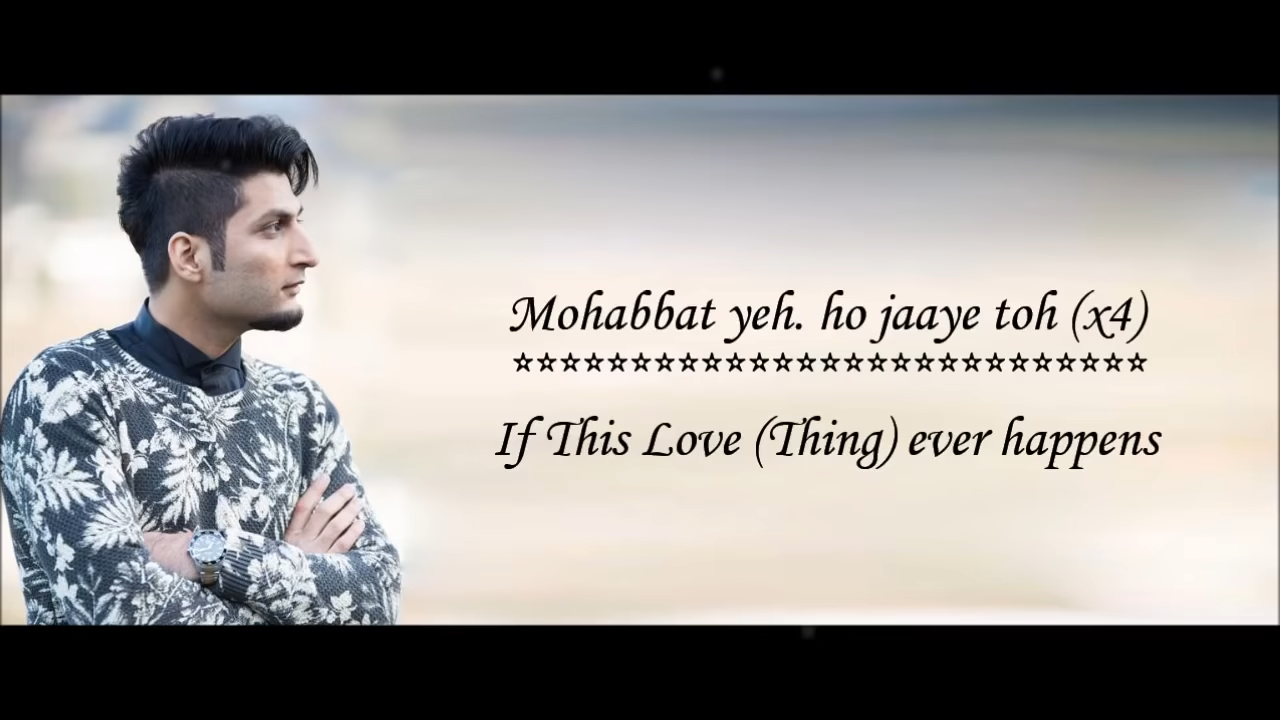 Mohabbat yeh. ho jaaye toh (x4)
☆☆☆☆☆☆☆☆☆☆☆☆☆☆☆☆☆☆☆☆☆☆☆☆☆☆☆
If This Love (Thing) ever happens